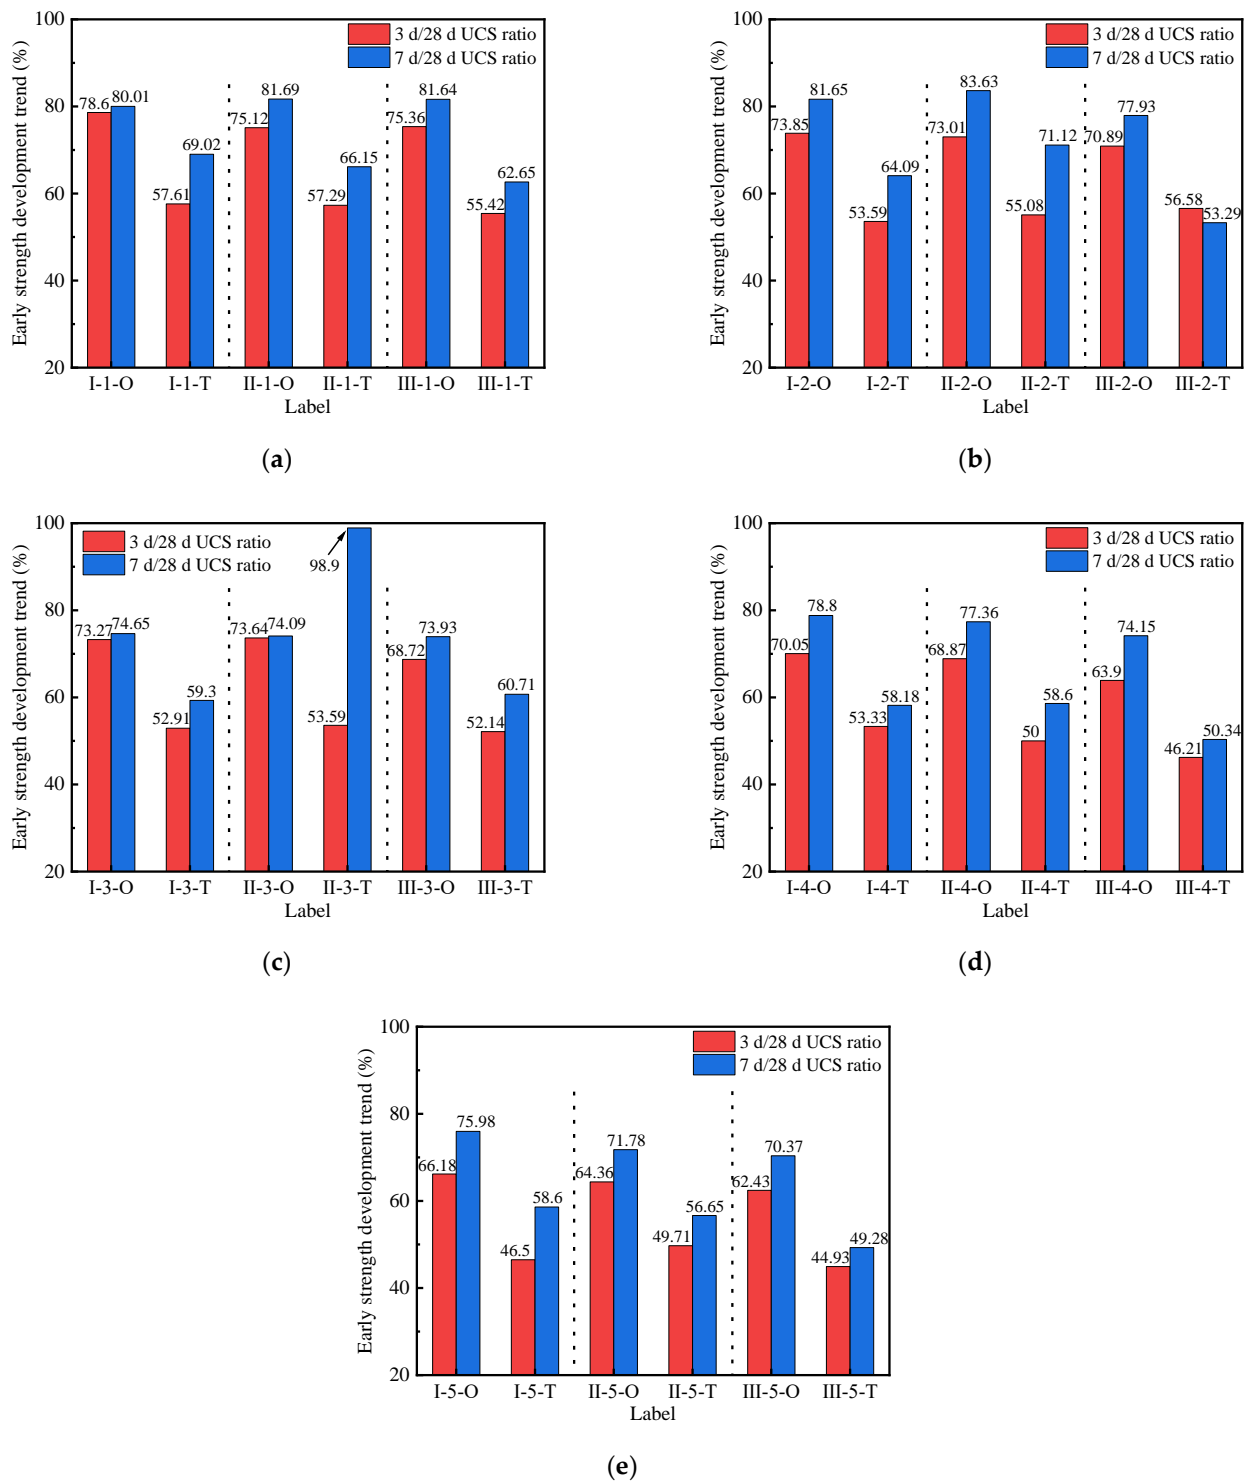 100
80
60
40
20
Early strength development trend (%)
3 d/28 d UCS ratio
7 d/28 d UCS ratio
78.6 80.01
57.61 69.02
75.12 81.69
57.29 66.15
75.36 81.64
55.42 62.65
I-1-O I-1-T II-1-O II-1-T III-1-O III-1-T
Label
(a)
100
80
60
40
20
Early strength development trend (%)
3 d/28 d UCS ratio
7 d/28 d UCS ratio
73.85 81.65
53.59 64.09
73.01 83.63
55.08 71.12
70.89 77.93
56.58 53.29
I-2-O I-2-T II-2-O II-2-T III-2-O III-2-T
Label
(b)
100
80
60
40
20
Early strength development trend (%)
3 d/28 d UCS ratio
7 d/28 d UCS ratio
73.27 74.65
52.91 59.3
73.64 74.09
53.59 98.9
68.72 73.93
52.14 60.71
I-3-O I-3-T II-3-O II-3-T III-3-O III-3-T
Label
(c)
100
80
60
40
20
Early strength development trend (%)
3 d/28 d UCS ratio
7 d/28 d UCS ratio
70.05 78.8
53.33 58.18
68.87 77.36
50 58.6
63.9 74.15
46.21 50.34
I-4-O I-4-T II-4-O II-4-T III-4-O III-4-T
Label
(d)
100
80
60
40
20
Early strength development trend (%)
3 d/28 d UCS ratio
7 d/28 d UCS ratio
66.18 75.98
46.5 58.6
64.36 71.78
49.71 56.65
62.43 70.37
44.93 49.28
I-5-O I-5-T II-5-O II-5-T III-5-O III-5-T
Label
(e)